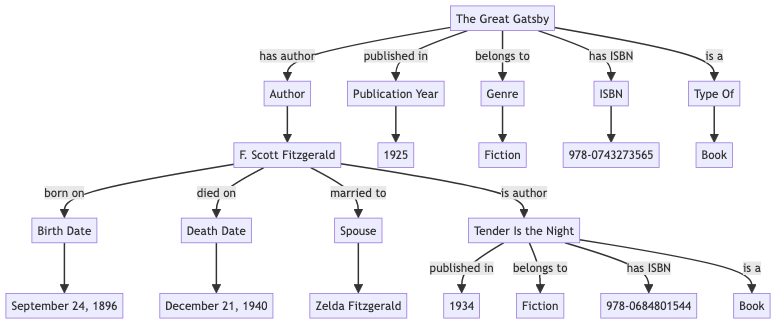 The Great Gatsby
has author
published in
belongs to
has ISBN
is a
Author
Publication Year
Genre
ISBN
Type Of
F. Scott Fitzgerald
1925
Fiction
978-0743273565
Book
born on
died on
married to
is author
Birth Date
Death Date
Spouse
Tender Is the Night
published in
belongs to
has ISBN
is a
September 24, 1896
December 21, 1940
Zelda Fitzgerald
1934
Fiction
978-0684801544
Book